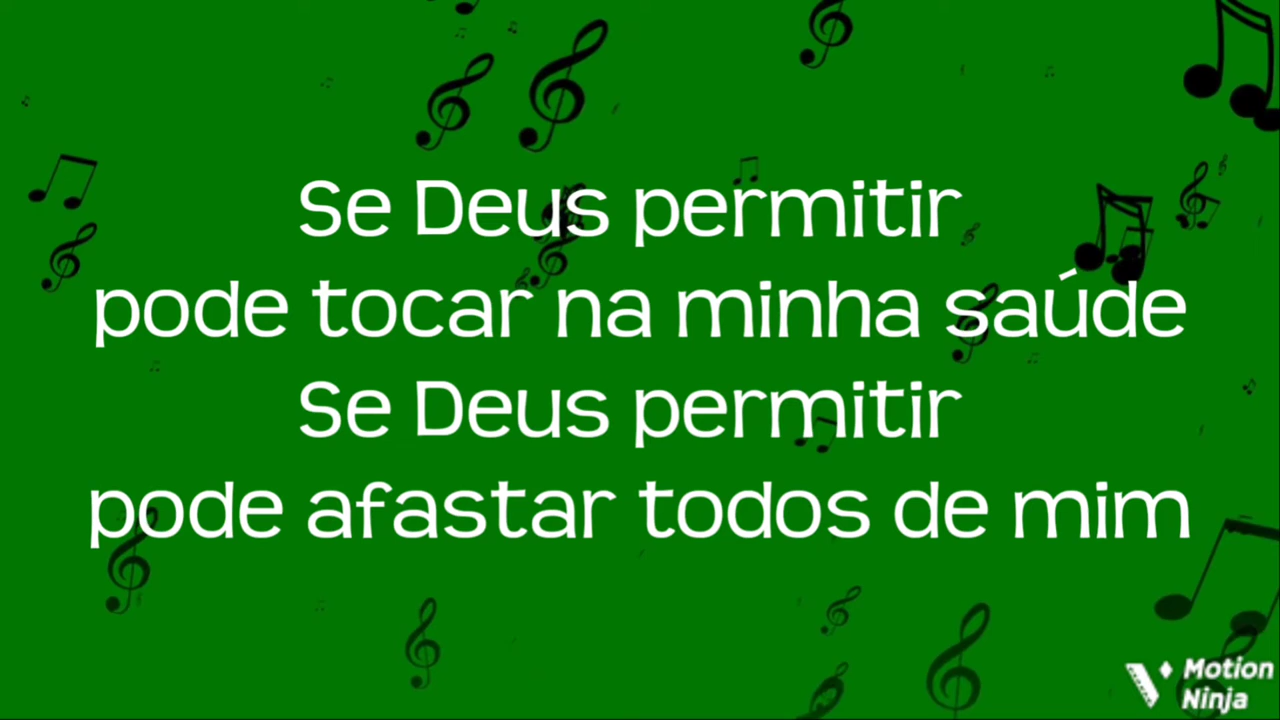 Se Deus permitir
pode tocar na minha saúde
Se Deus permitir
pode afastar todos de mim
Motion
Ninja